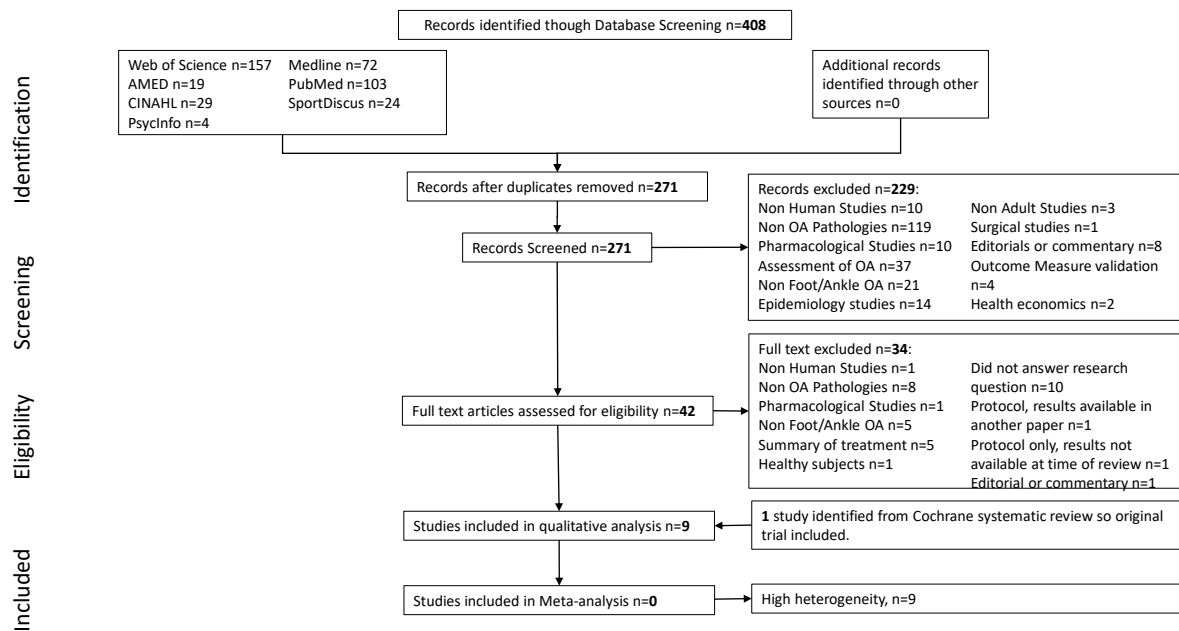 Records identified though Database Screening n=408
Web of Science n=157
AMED n=19
CINAHL n=29
PsycInfo n=4
Medline n=72
PubMed n=103
SportDiscus n=24
Additional records
identified through other
sources n=0
Identification
Records after duplicates removed n=271
Records Screened n=271
Records excluded n=229:
Non Human Studies n=10
Non OA Pathologies n=119
Pharmacological Studies n=10
Assessment of OA n=37
Non Foot/Ankle OA n=21
Epidemiology studies n=14
Non Adult Studies n=3
Surgical studies n=1
Editorials or commentary n=8
Outcome Measure validation
n=4
Health economics n=2
Screening
Full text articles assessed for eligibility n=42
Full text excluded n=34:
Non Human Studies n=1
Non OA Pathologies n=8
Pharmacological Studies n=1
Non Foot/Ankle OA n=5
Summary of treatment n=5
Healthy subjects n=1
Did not answer research
question n=10
Protocol, results available in
another paper n=1
Protocol only, results not
available at time of review n=1
Editorial or commentary n=1
Eligibility
Studies included in qualitative analysis n=9
1 study identified from Cochrane systematic review so original
trial included.
Studies included in Meta-analysis n=0
High heterogeneity, n=9
Included